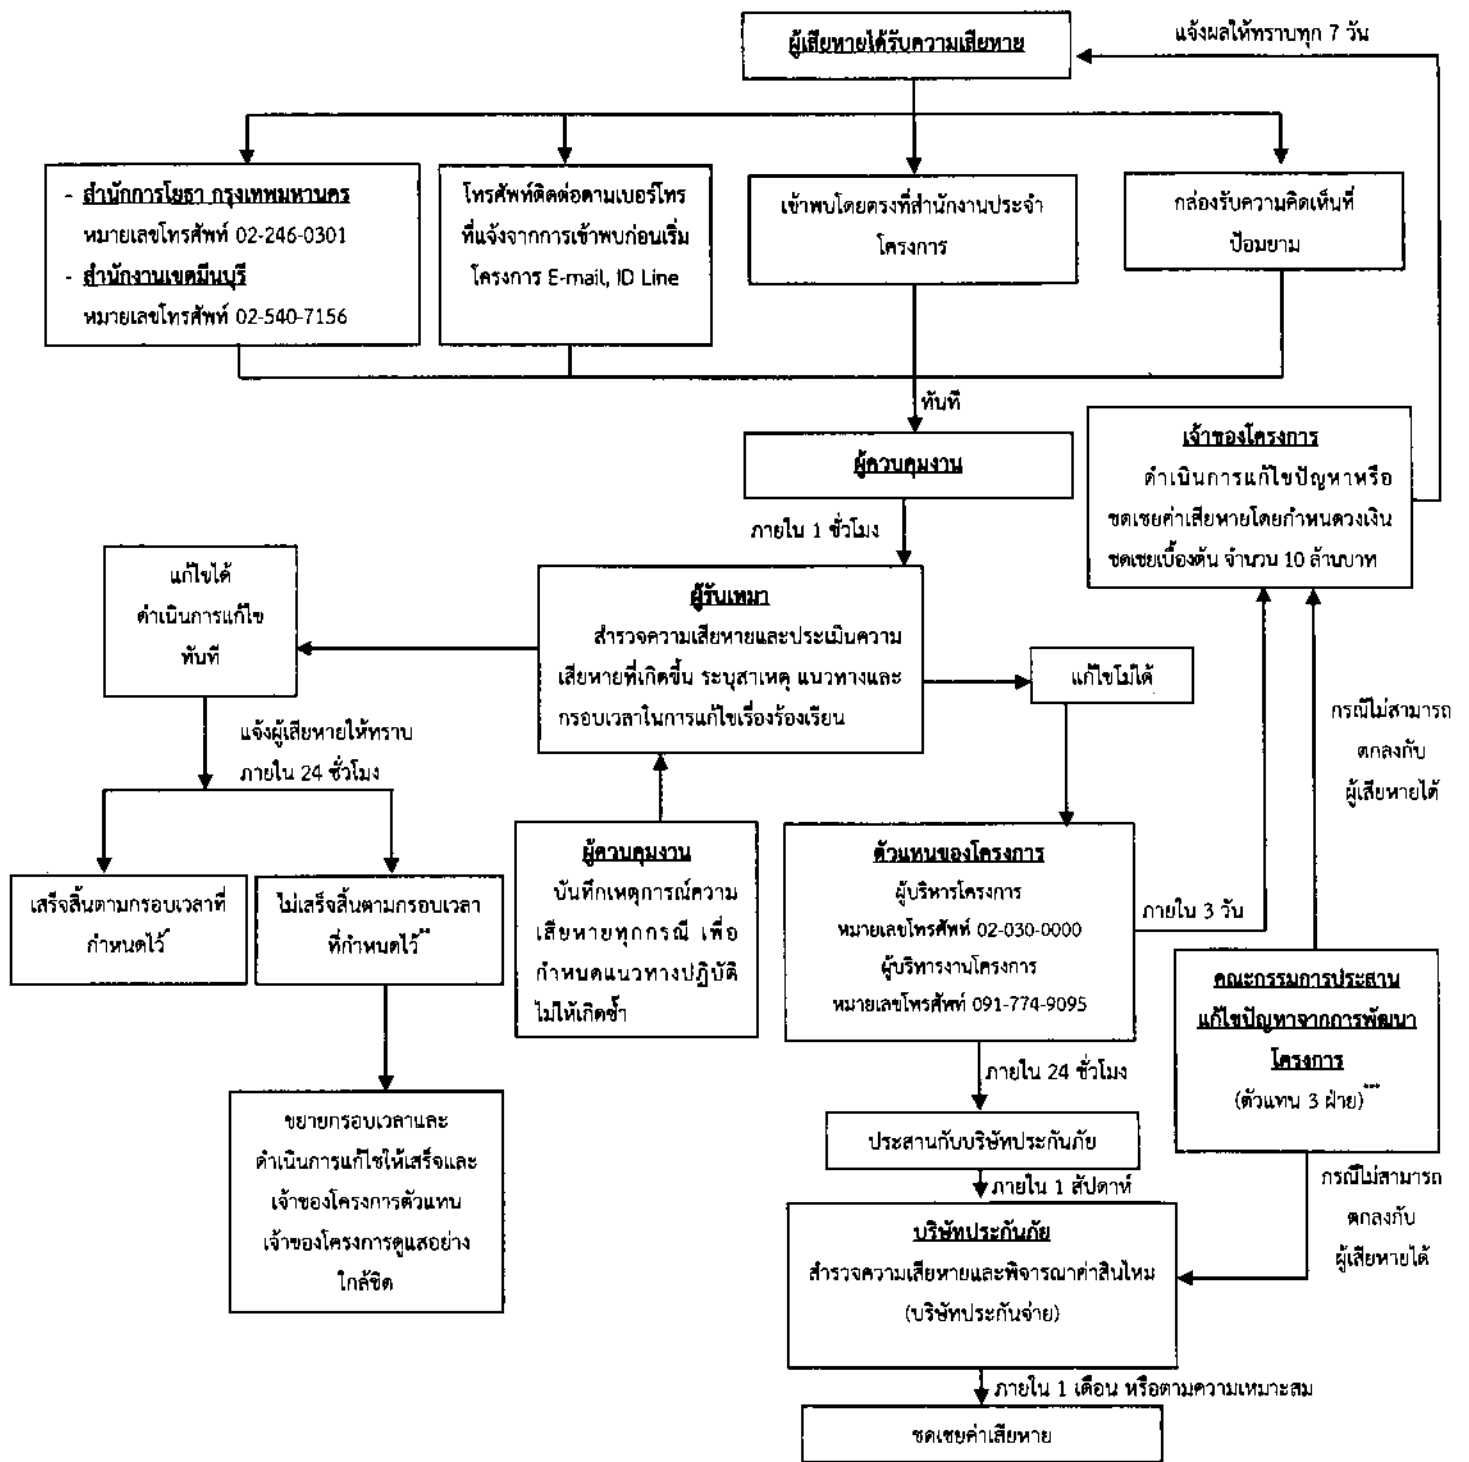 ผู้เสียหายได้รับความเสียหาย
แจ้งผลให้ทราบทุก 7 วัน
- สำนักการโยธา กรุงเทพมหานคร
หมายเลขโทรศัพท์ 02-246-0301
- สำนักงานเขตมีนบุรี
หมายเลขโทรศัพท์ 02-540-7156
โทรศัพท์ติดต่อตามเบอร์โทร
ที่แจ้งจากการเข้าพบก่อนเริ่ม
โครงการ E-mail, ID Line
เข้าพบโดยตรงที่สำนักงานประจำ
โครงการ
กล่องรับความคิดเห็นที่
ป้อมยาม
ทันที
ผู้ควบคุมงาน
ภายใน 1 ชั่วโมง
เจ้าของโครงการ
ดำเนินการแก้ไขปัญหาหรือ
ชดเชยค่าเสียหายโดยกำหนดวงเงิน
ชดเชยเบื้องต้น จำนวน 10 ล้านบาท
แก้ไขได้
ดำเนินการแก้ไข
ทันที
ผู้รับเหมา
สำรวจความเสียหายและประเมินความ
เสียหายที่เกิดขึ้น ระบุสาเหตุ แนวทางและ
กรอบเวลาในการแก้ไขเรื่องร้องเรียน
แก้ไขไม่ได้
กรณีไม่สามารถ
ตกลงกับ
ผู้เสียหายได้
แจ้งผู้เสียหายให้ทราบ
ภายใน 24 ชั่วโมง
เสร็จสิ้นตามกรอบเวลาที่
กำหนดไว้*
ไม่เสร็จสิ้นตามกรอบเวลา
ที่กำหนดไว้**
ผู้ควบคุมงาน
บันทึกเหตุการณ์ความ
เสียหายทุกกรณี เพื่อ
กำหนดแนวทางปฏิบัติ
ไม่ให้เกิดซ้ำ
ตัวแทนของโครงการ
ผู้บริหารโครงการ
หมายเลขโทรศัพท์ 02-030-0000
ผู้บริหารงานโครงการ
หมายเลขโทรศัพท์ 091-774-9095
ภายใน 3 วัน
คณะกรรมการประสาน
แก้ไขปัญหาจากการพัฒนา
โครงการ
(ตัวแทน 3 ฝ่าย)***
ภายใน 24 ชั่วโมง
ขยายกรอบเวลาและ
ดำเนินการแก้ไขให้เสร็จและ
เจ้าของโครงการตัวแทน
เจ้าของโครงการดูแลอย่าง
ใกล้ชิด
ประสานกับบริษัทประกันภัย
ภายใน 1 สัปดาห์
กรณีไม่สามารถ
ตกลงกับ
ผู้เสียหายได้
บริษัทประกันภัย
สำรวจความเสียหายและพิจารณาค่าสินไหม
(บริษัทประกันจ่าย)
ภายใน 1 เดือน หรือตามความเหมาะสม
ชดเชยค่าเสียหาย